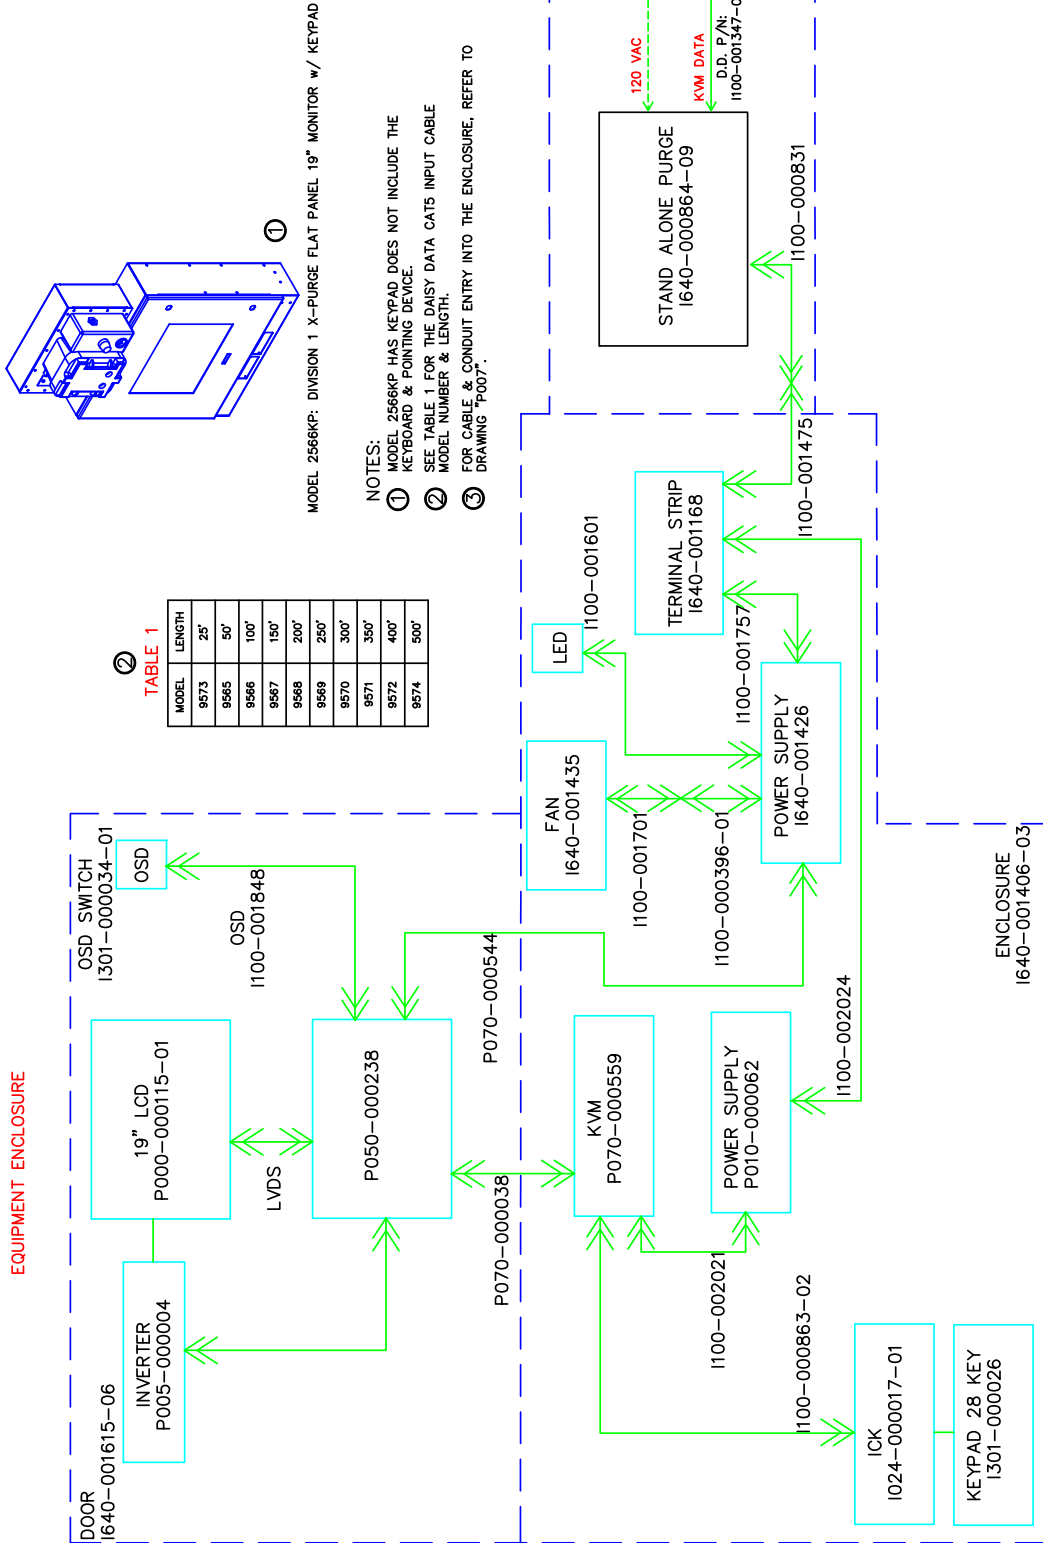 EQUIPMENT ENCLOSURE
DOOR
I640-001615-06
INVERTER
P005-000004
19" LCD
P000-000115-01
OSD SWITCH
I301-000034-01
OSD
OSD
I100-001848
LVDS
P050-000238
P070-000038
P070-000544
②
TABLE 1
MODEL LENGTH
9573 25'
9565 50'
9566 100'
9567 150'
9568 200'
9569 250'
9570 300'
9571 350'
9572 400'
9574 500'
①
MODEL 2566KP: DIVISION 1 X-PURGE FLAT PANEL 19" MONITOR w/ KEYPAD
NOTES:
① MODEL 2566KP HAS KEYPAD DOES NOT INCLUDE THE
KEYBOARD & POINTING DEVICE.
② SEE TABLE 1 FOR THE DAISY DATA CAT5 INPUT CABLE
MODEL NUMBER & LENGTH.
③ FOR CABLE & CONDUIT ENTRY INTO THE ENCLOSURE, REFER TO
DRAWING "P007".
KVM
P070-000559
POWER SUPPLY
P010-000062
I100-002021
I100-000863-02
ICK
I024-000017-01
KEYPAD 28 KEY
I301-000026
FAN
I640-001435
I100-001701
I100-000396-01
LED
I100-001601
TERMINAL STRIP
I640-001168
I100-001757
POWER SUPPLY
I640-001426
I100-002024
I100-001475
ENCLOSURE
I640-001406-03
STAND ALONE PURGE
I640-000864-09
I100-000831
120 VAC
KVM DATA
D.D. P/N: